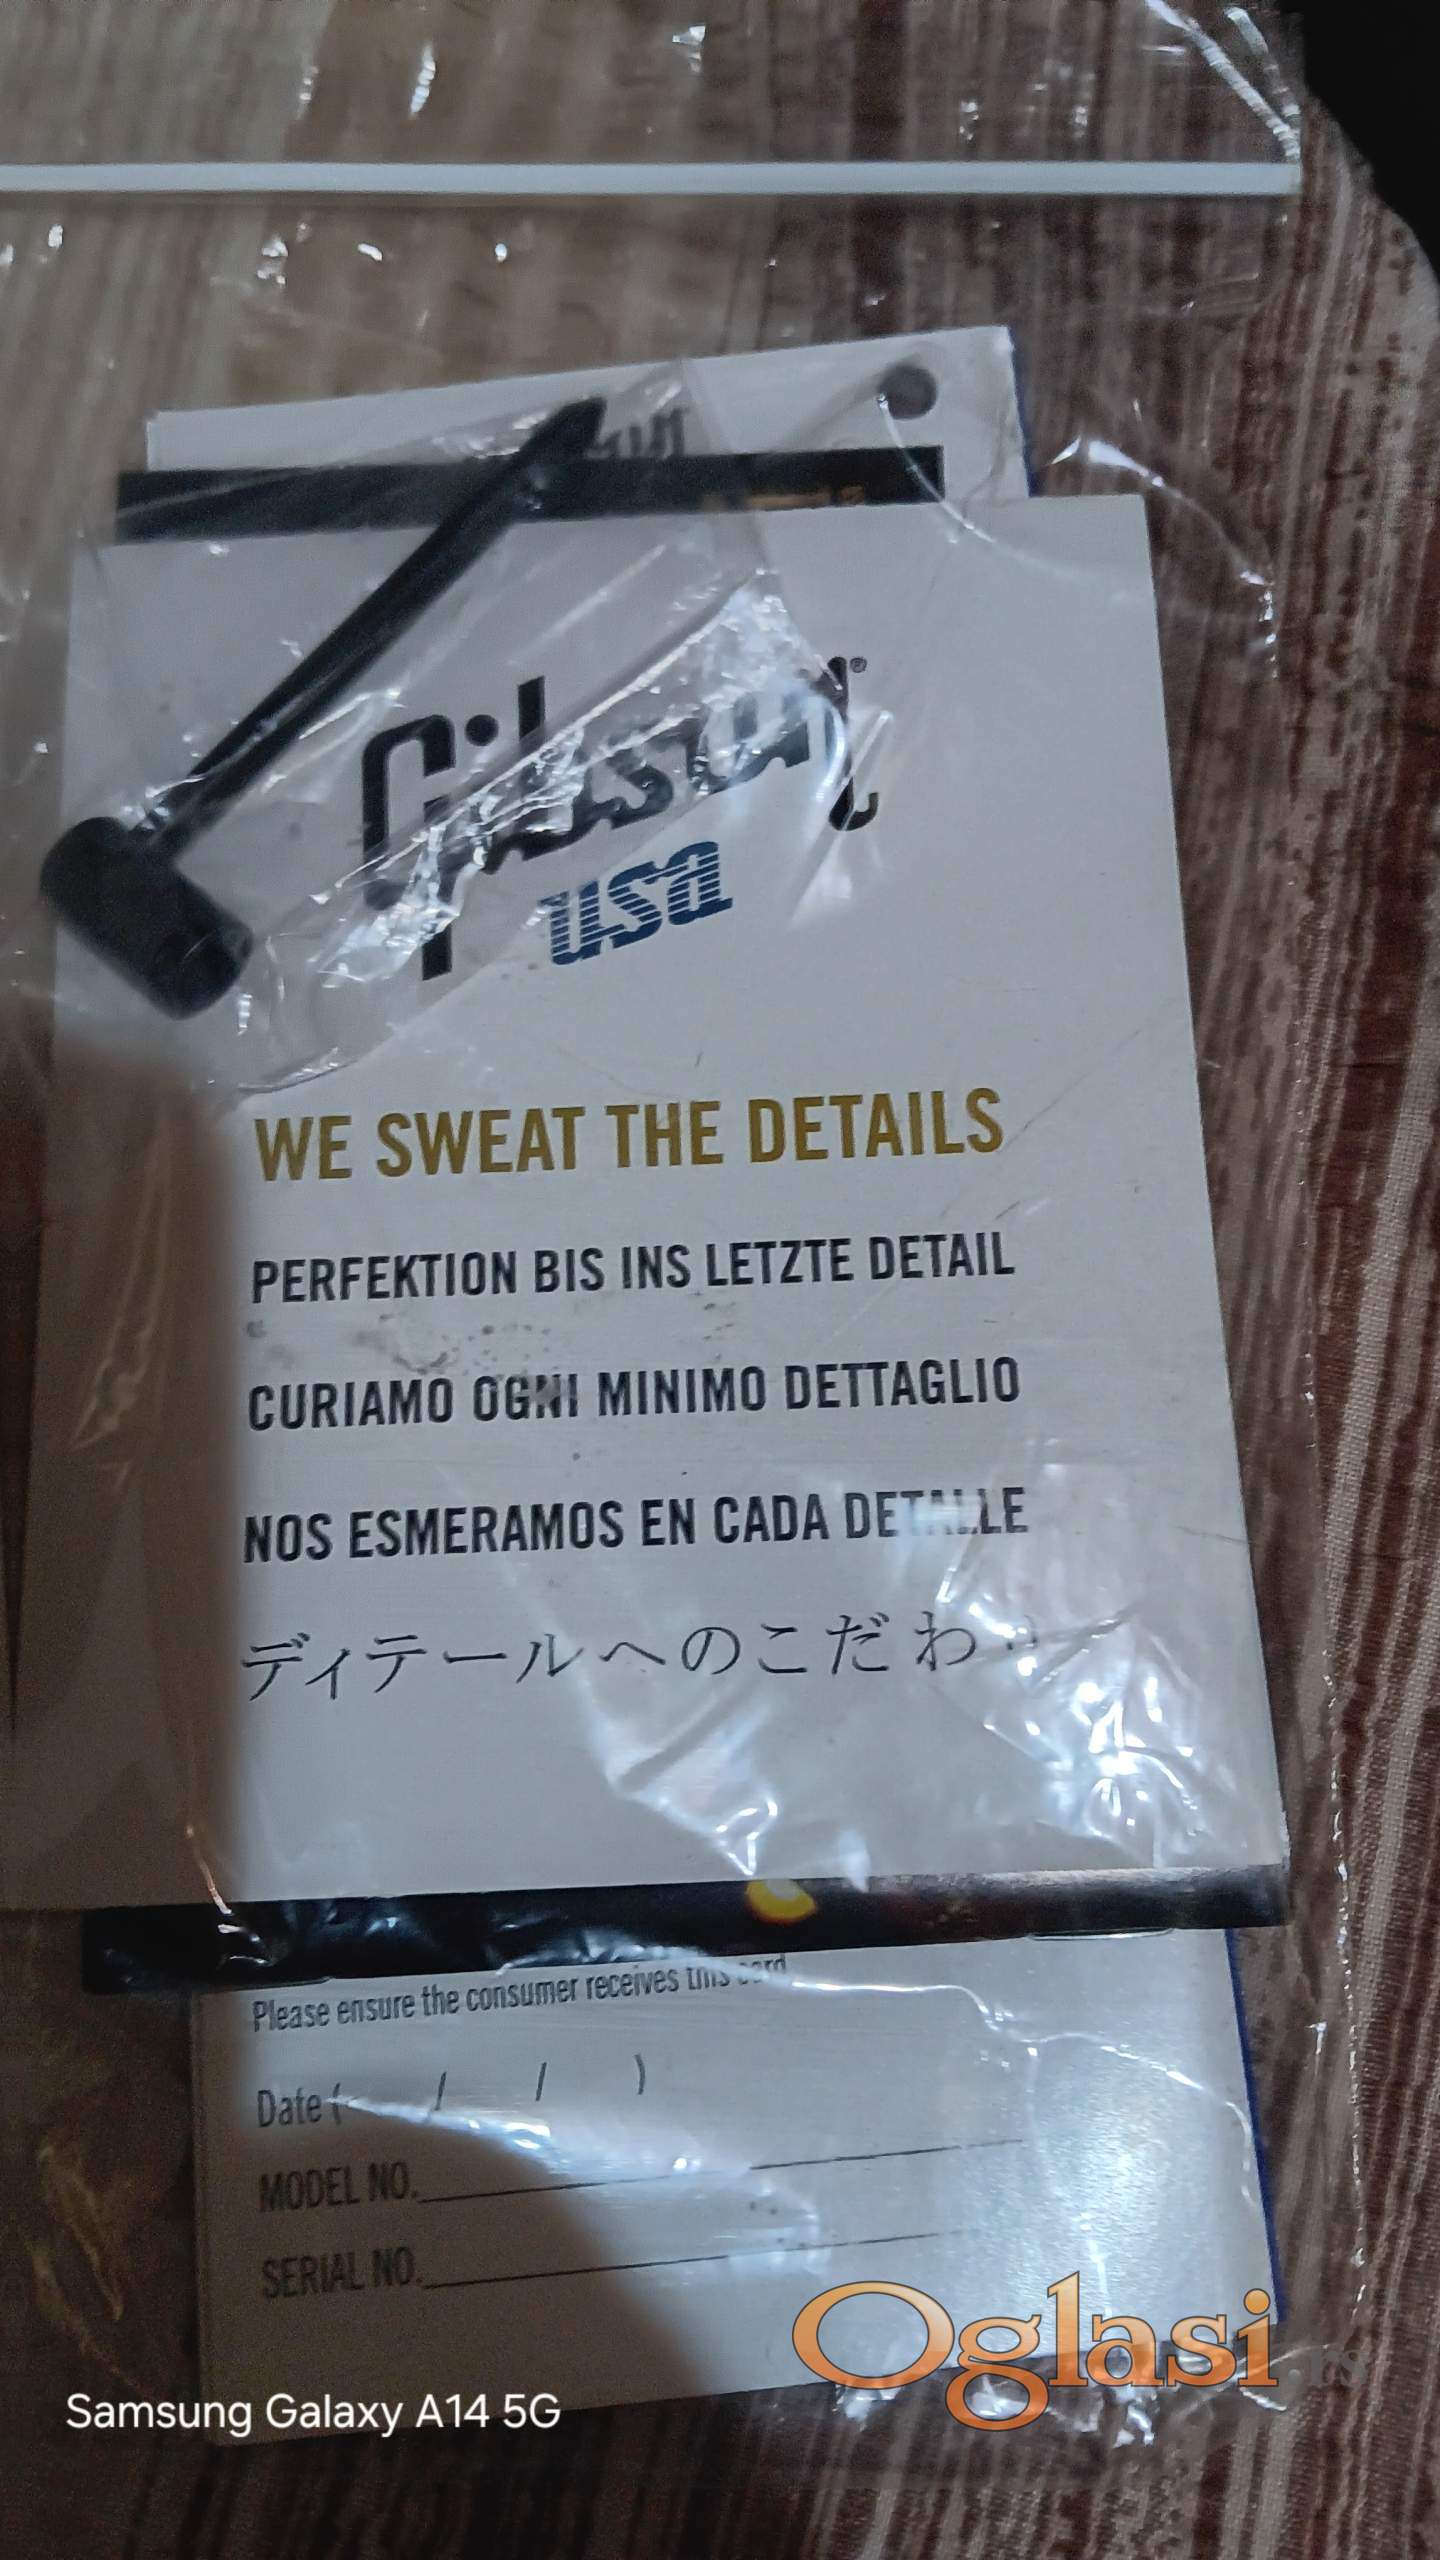 Gibson®
USA
WE SWEAT THE DETAILS
PERFEKTION BIS INS LETZTE DETAIL
CURIAMO OGNI MINIMO DETTAGLIO
NOS ESMERAMOS EN CADA DETALLE
ディテールへのこだわり
Please ensure the consumer receives this card
Date ( / / )
MODEL NO.
SERIAL NO.
Oglasi.rs
Samsung Galaxy A14 5G